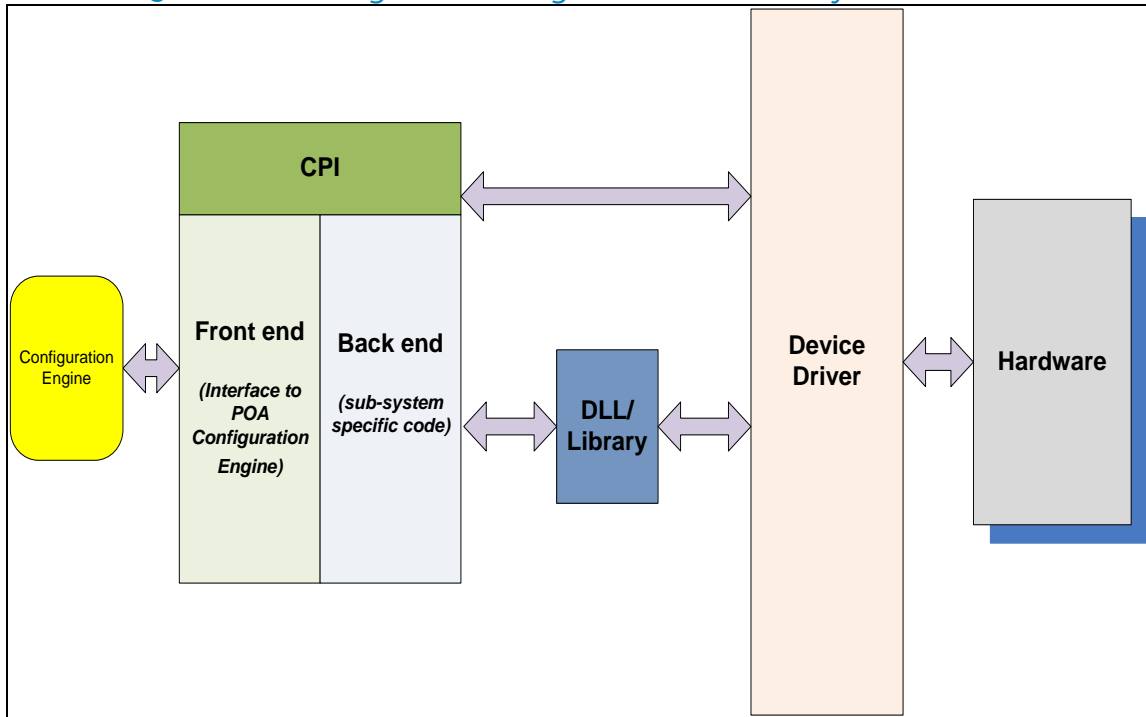 CPI
Configuration
Engine
Front end
(Interface to
POA
Configuration
Engine)
Back end
(sub-system
specific code)
DLL/
Library
Device
Driver
Hardware